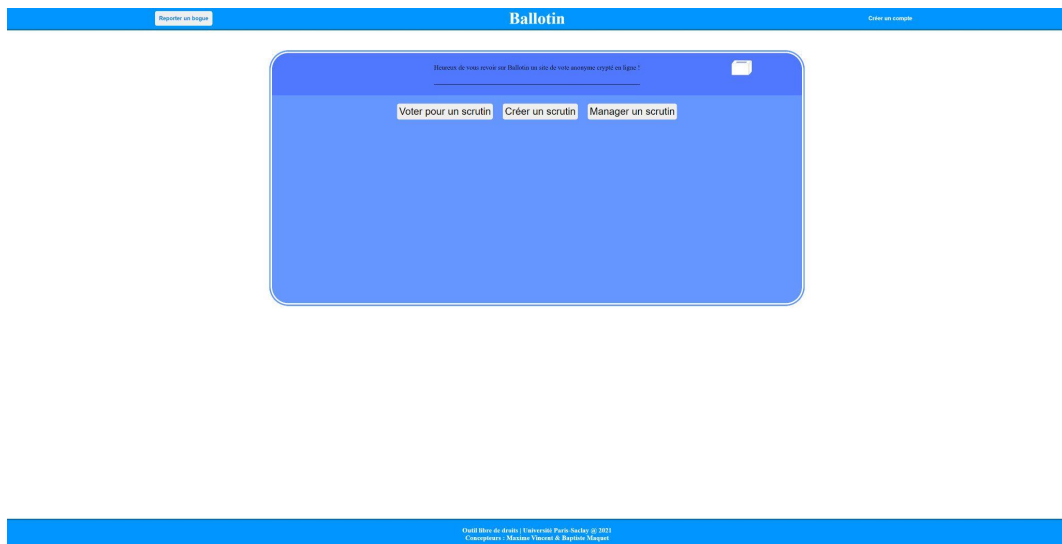 Reporter un bogue
Ballotin
Créer un compte
Heureux de vous revoir sur Ballotin un site de vote anonyme crypté en ligne !
Voter pour un scrutin
Créer un scrutin
Manager un scrutin
Outil libre de droits | Université Paris-Saclay @ 2021
Concepteurs : Maxime Vincent & Baptiste Maquet